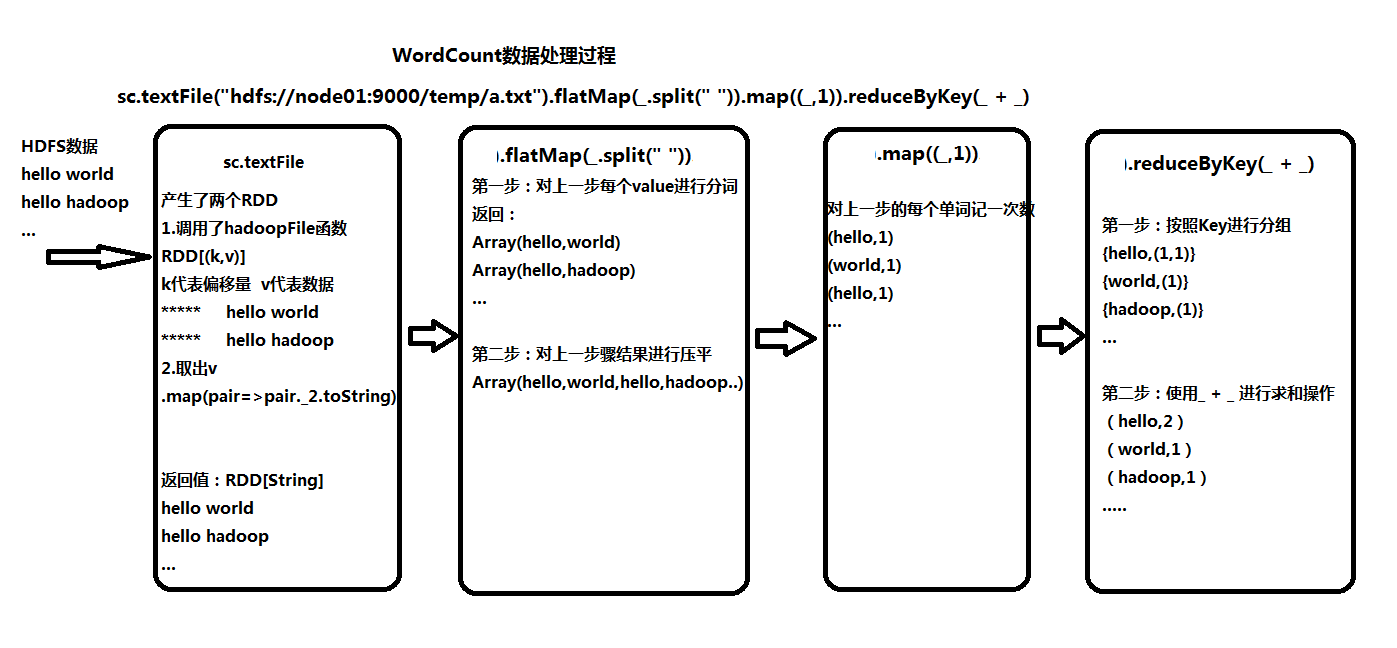 WordCount数据处理过程
sc.textFile("hdfs://node01:9000/temp/a.txt").flatMap(_.split(" ")).map((_,1)).reduceByKey(_ + _)
HDFS数据
hello world
hello hadoop
...
sc.textFile
产生了两个RDD
1.调用了hadoopFile函数
RDD[(k,v)]
k代表偏移量 v代表数据
***** hello world
***** hello hadoop
2.取出v
.map(pair=>pair._2.toString)
返回值：RDD[String]
hello world
hello hadoop
...
).flatMap(_.split(" "))
第一步：对上一步每个value进行分词
返回：
Array(hello,world)
Array(hello,hadoop)
...
第二步：对上一步骤结果进行压平
Array(hello,world,hello,hadoop..)
.map((_,1))
对上一步的每个单词记一次数
(hello,1)
(world,1)
(hello,1)
...
).reduceByKey(_ + _)
第一步：按照Key进行分组
{hello,(1,1)}
{world,(1)}
{hadoop,(1)}
...
第二步：使用_ + _ 进行求和操作
（hello,2）
（world,1）
（hadoop,1）
.....